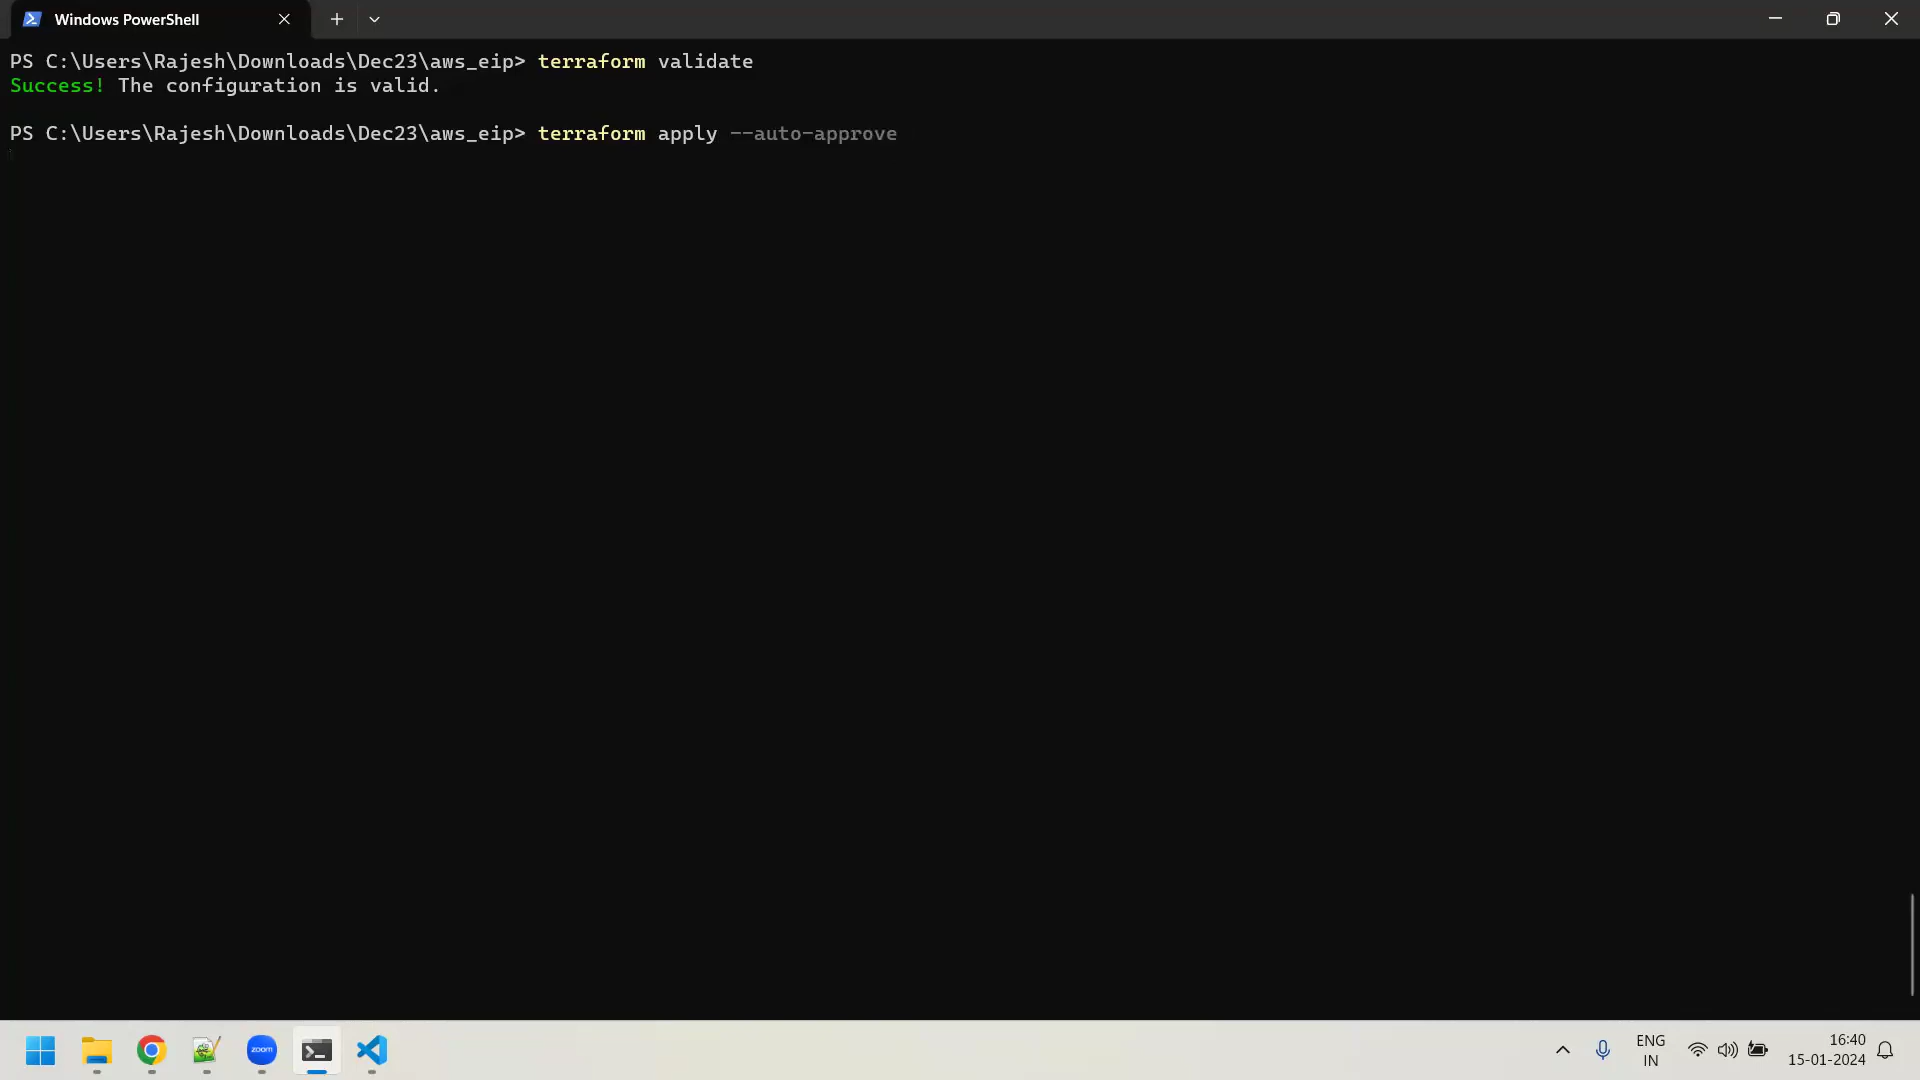 Windows PowerShell
PS C:\Users\Rajesh\Downloads\Dec23\aws_eip> terraform validate
Success! The configuration is valid.
PS C:\Users\Rajesh\Downloads\Dec23\aws_eip> terraform apply --auto-approve
zoom
ENG
IN
16:40
15-01-2024